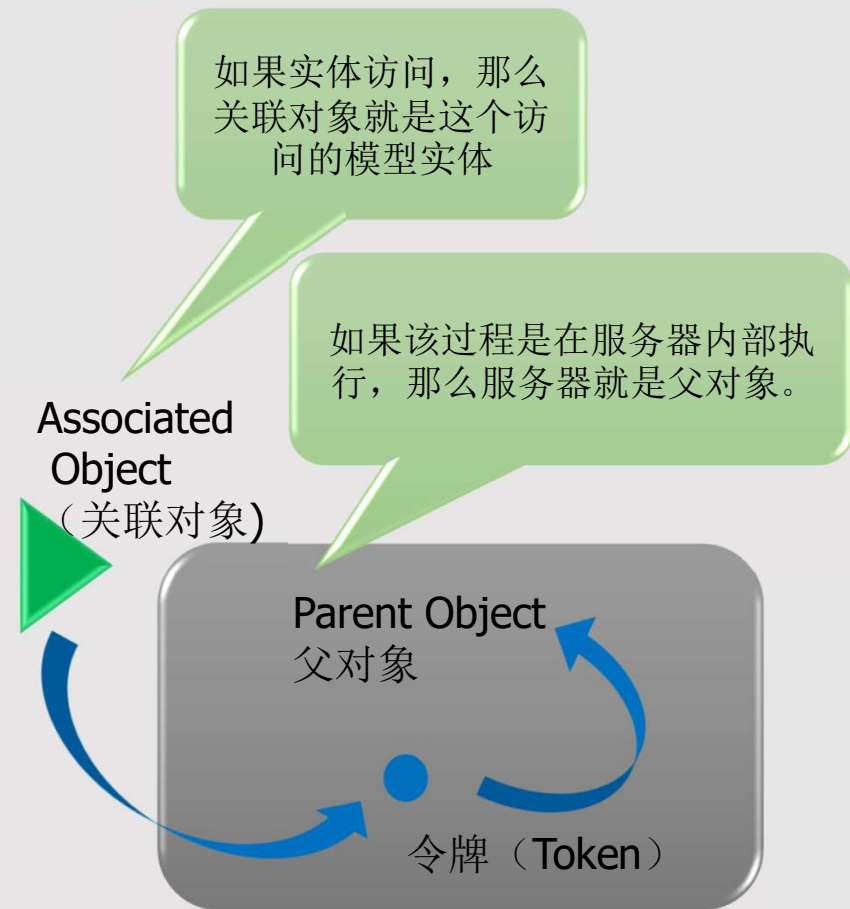 如果实体访问，那么
关联对象就是这个访
问的模型实体
如果该过程是在服务器内部执
行，那么服务器就是父对象。
Associated
Object
（关联对象)
Parent Object
父对象
令牌（Token）